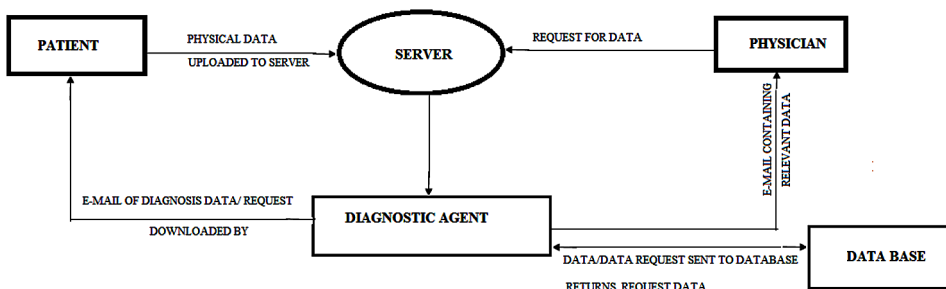 PATIENT
PHYSICAL DATA
UPLOADED TO SERVER
SERVER
REQUEST FOR DATA
PHYSICIAN
E-MAIL CONTAINING
RELEVANT DATA
E-MAIL OF DIAGNOSIS DATA/ REQUEST
DOWNLOADED BY
DIAGNOSTIC AGENT
DATA/DATA REQUEST SENT TO DATABASE
RETURNS REQUEST DATA
DATA BASE